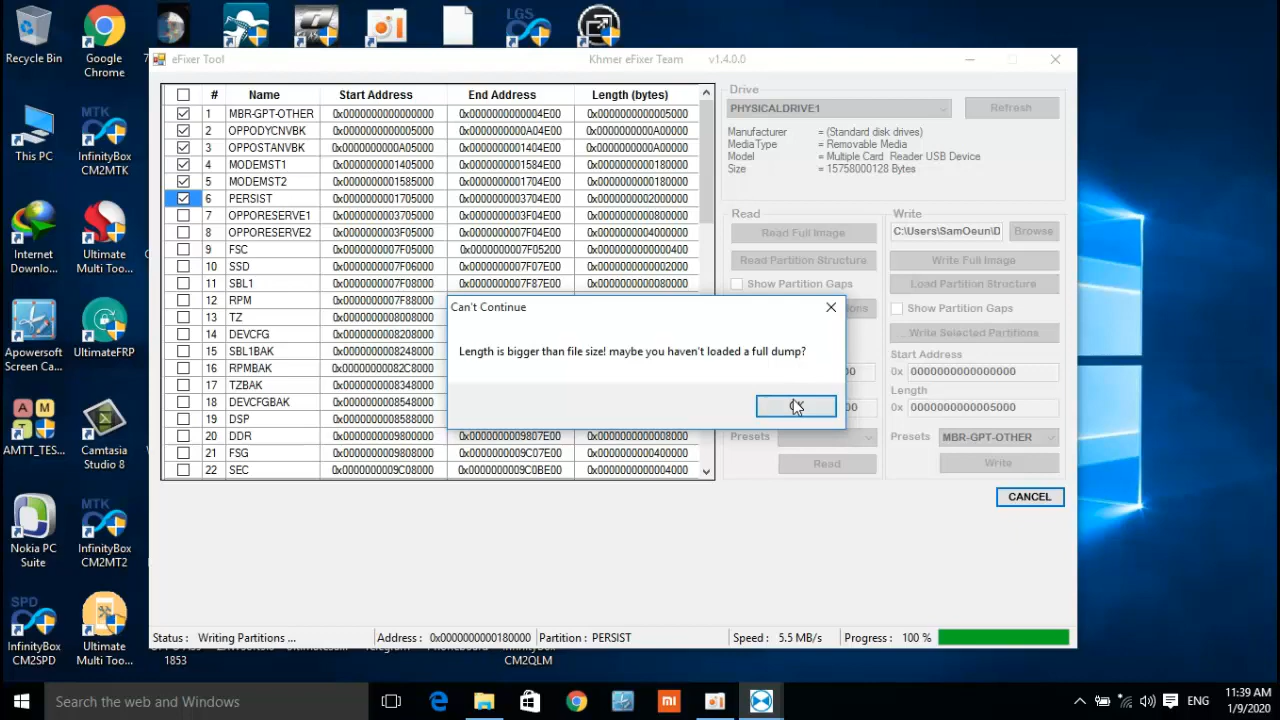 Recycle Bin
Google
Chrome
LGS
eFixer Tool
Khmer eFixer Team
v1.4.0.0
# Name Start Address End Address Length (bytes)
1 MBR-GPT-OTHER 0x0000000000000000 0x0000000000004E00 0x0000000000005000
2 OPPODYCNVBK 0x0000000000005000 0x0000000000A04E00 0x0000000000A00000
3 OPPOSTANVBK 0x0000000000A05000 0x0000000001404E00 0x0000000000A00000
4 MODEMST1 0x0000000001405000 0x0000000001584E00 0x0000000000180000
5 MODEMST2 0x0000000001585000 0x0000000001704E00 0x0000000000180000
6 PERSIST 0x0000000001705000 0x0000000003704E00 0x0000000002000000
7 OPPORESERVE1 0x0000000003705000 0x0000000003F04E00 0x0000000000800000
8 OPPORESERVE2 0x0000000003F05000 0x0000000007F04E00 0x0000000004000000
9 FSC 0x0000000007F05000 0x0000000007F05200 0x0000000000000400
10 SSD 0x0000000007F06000 0x0000000007F07E00 0x0000000000002000
11 SBL1 0x0000000007F08000 0x0000000007F87E00 0x0000000000080000
12 RPM 0x0000000007F88000
13 TZ 0x0000000008008000
14 DEVCFG 0x0000000008208000
15 SBL1BAK 0x0000000008248000
16 RPMBAK 0x00000000082C8000
17 TZBAK 0x0000000008348000
18 DEVCFGBAK 0x0000000008548000
19 DSP 0x0000000008588000
20 DDR 0x0000000009800000 0x0000000009807E00 0x0000000000008000
21 FSG 0x0000000009808000 0x0000000009C07E00 0x0000000000400000
22 SEC 0x0000000009C08000 0x0000000009C0BE00 0x0000000000004000
Drive
PHYSICALDRIVE1
Refresh
Manufacturer = (Standard disk drives)
MediaType = Removable Media
Model = Multiple Card Reader USB Device
Size = 15758000128 Bytes
Read
Read Full Image
Read Partition Structure
Show Partition Gaps
Presets
Read
Write
C:\Users\SamOeun\D
Browse
Write Full Image
Load Partition Structure
Show Partition Gaps
Write Selected Partitions
Start Address
0x 0000000000000000
Length
0x 0000000000005000
Presets MBR-GPT-OTHER
Write
CANCEL
Can't Continue
Length is bigger than file size! maybe you haven't loaded a full dump?
Status : Writing Partitions ...
Address : 0x0000000000180000
Partition : PERSIST
Speed : 5.5 MB/s
Progress : 100 %
This PC
MTK
InfinityBox
CM2MTK
Internet
Downlo...
Ultimate
Multi Too...
Apowersoft
Screen Ca...
UltimateFRP
A M
T T
AMTT_TES...
Camtasia
Studio 8
Nokia PC
Suite
MTK
InfinityBox
CM2MT2
SPD
InfinityBox
CM2SPD
Ultimate
Multi Too...
1853
CM2QLM
Search the web and Windows
ENG
11:39 AM
1/9/2020